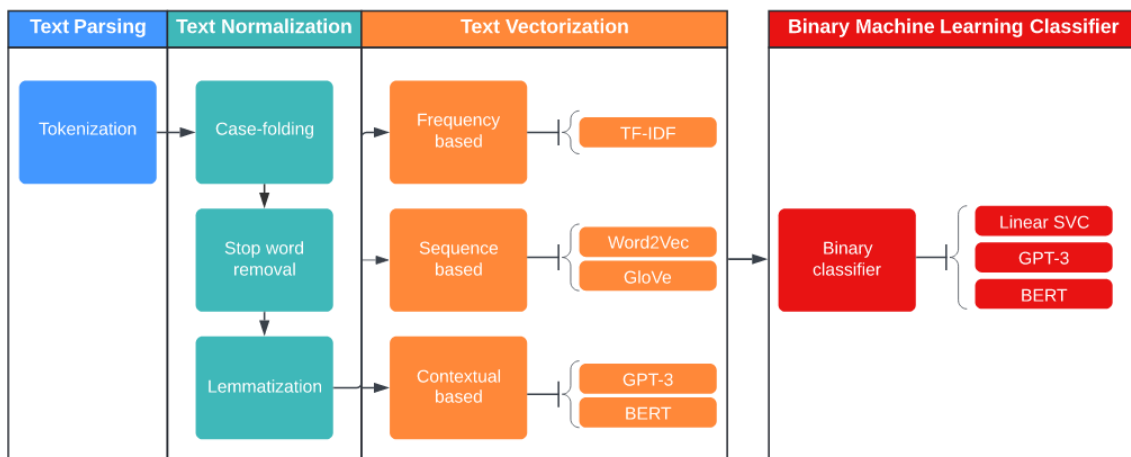 Text Parsing
Text Normalization
Text Vectorization
Binary Machine Learning Classifier
Tokenization
Case-folding
Stop word
removal
Lemmatization
Frequency
based
TF-IDF
Sequence
based
Word2Vec
GloVe
Contextual
based
GPT-3
BERT
Binary
classifier
Linear SVC
GPT-3
BERT